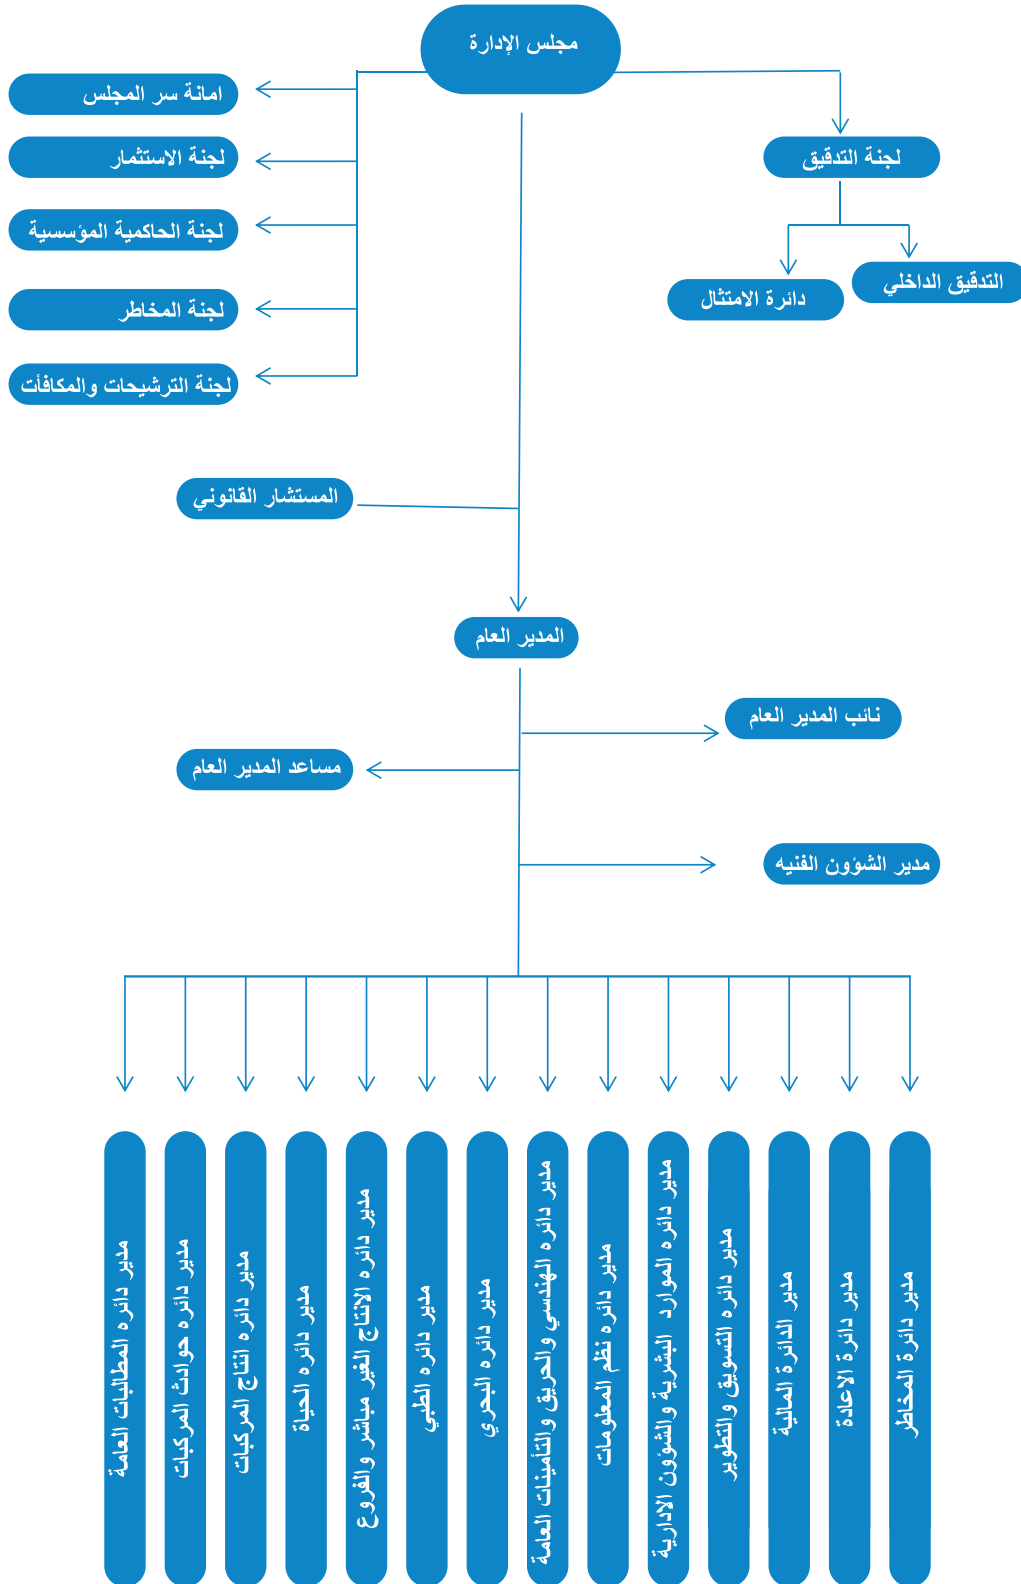 مجلس الإدارة
امانة سر المجلس
لجنة الاستثمار
لجنة الحاكمية المؤسسية
لجنة المخاطر
لجنة الترشيحات والمكافأت
لجنة التدقيق
التدقيق الداخلي
دائرة الامتثال
المستشار القانوني
المدير العام
نائب المدير العام
مساعد المدير العام
مدير الشؤون الفنيه
مدير دائرة المخاطر
مدير دائرة الاعادة
مدير الدائرة المالية
مدير دائره التسويق والتطوير
مدير دائره الموارد البشرية والشؤون الادارية
مدير دائره نظم المعلومات
مدير دائره الهندسي والحريق والتأمينات العامة
مدير دائره البحري
مدير دائره الطبي
مدير دائره الانتاج الغير مباشر والفروع
مدير دائره الحياة
مدير دائره انتاج المركبات
مدير دائره حوادث المركبات
مدير دائره المطالبات العامة